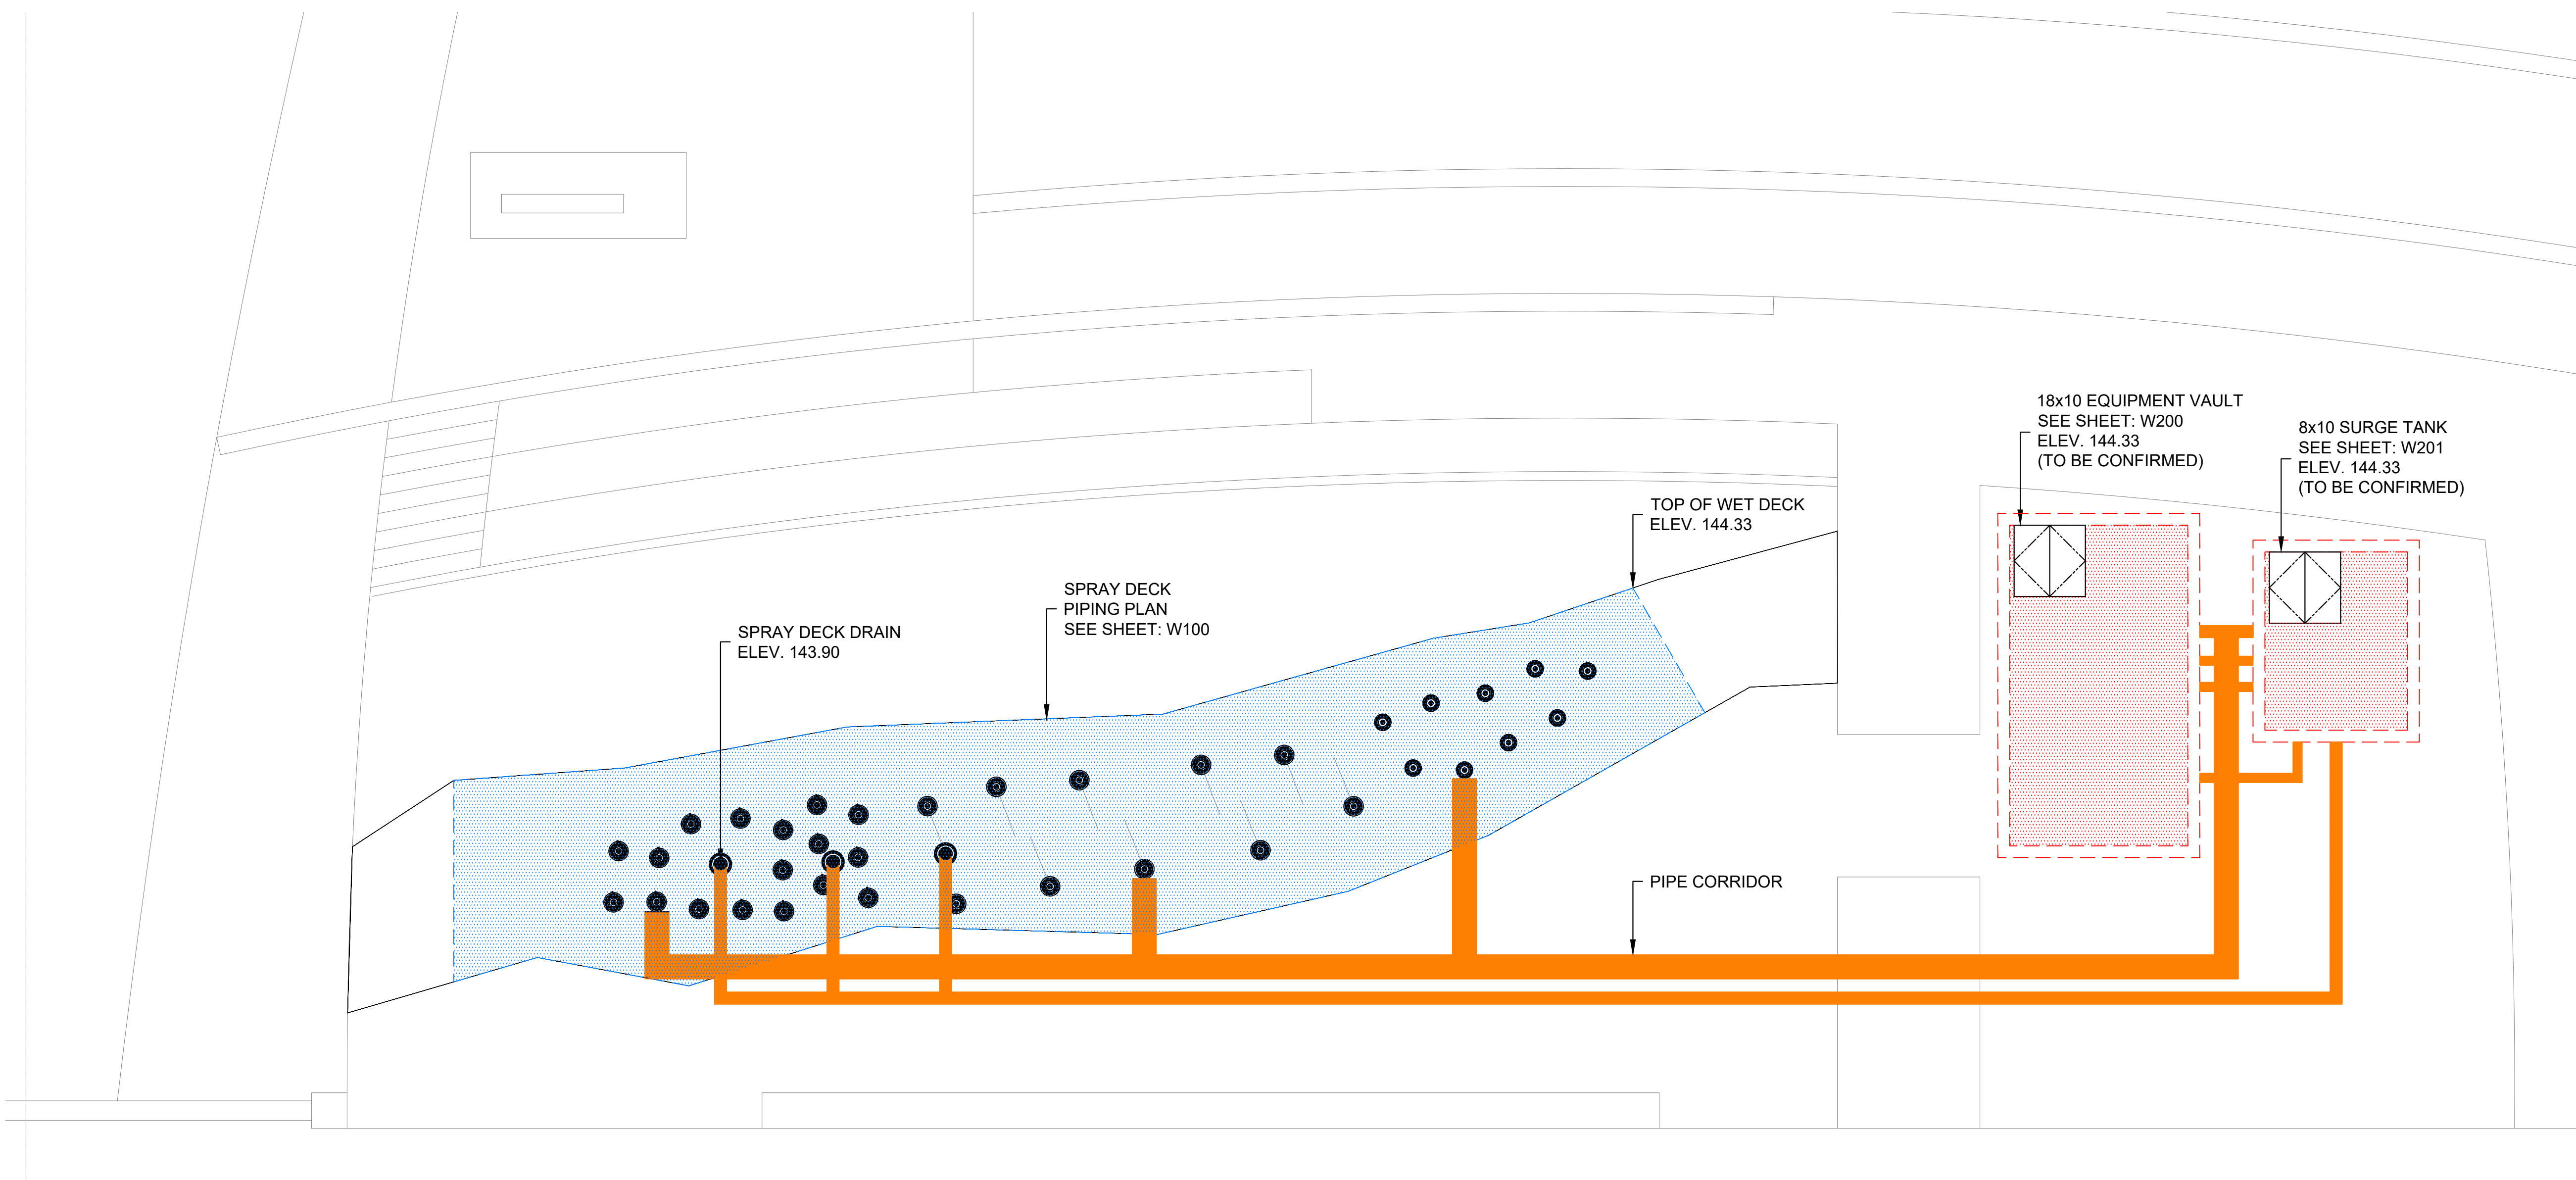 18x10 EQUIPMENT VAULT
SEE SHEET: W200
ELEV. 144.33
(TO BE CONFIRMED)
8x10 SURGE TANK
SEE SHEET: W201
ELEV. 144.33
(TO BE CONFIRMED)
TOP OF WET DECK
ELEV. 144.33
SPRAY DECK
PIPING PLAN
SEE SHEET: W100
SPRAY DECK DRAIN
ELEV. 143.90
PIPE CORRIDOR